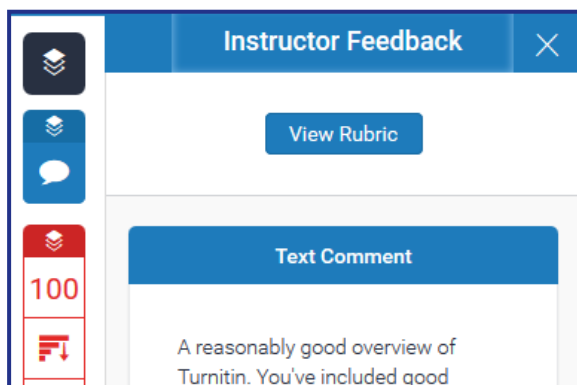 Instructor Feedback
View Rubric
Text Comment
100
A reasonably good overview of
Turnitin. You've included good